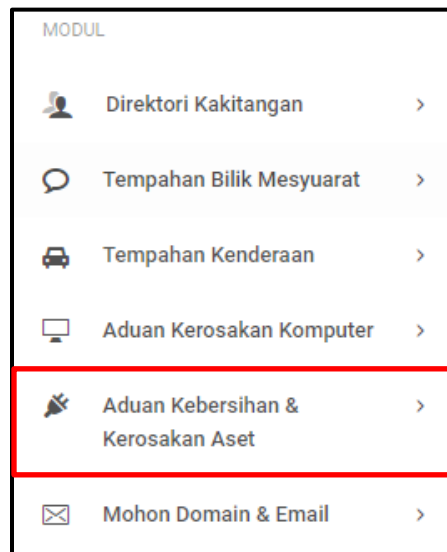 MODUL
Direktori Kakitangan
Tempahan Bilik Mesyuarat
Tempahan Kenderaan
Aduan Kerosakan Komputer
Aduan Kebersihan &
Kerosakan Aset
Mohon Domain & Email